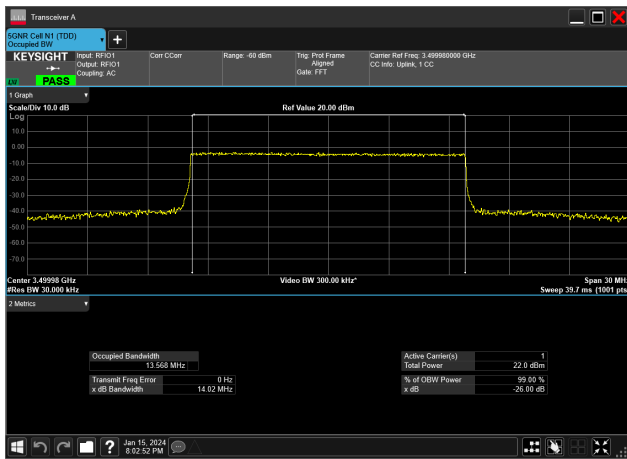 Transceiver A
5GNR Cell N1 (TDD)
Occupied BW
KEYSIGHT
Input: RFIO1
Output: RFIO1
Coupling: AC
Corr CCorr
Range: -60 dBm
Trig: Prot Frame
Aligned
Gate: FFT
Carrier Ref Freq: 3.499980000 GHz
CC Info: Uplink, 1 CC
PASS
1 Graph
Scale/Div 10.0 dB
Ref Value 20.00 dBm
Log
10.0
0.00
-10.0
-20.0
-30.0
-40.0
-50.0
-60.0
-70.0
Center 3.49998 GHz
Video BW 300.00 kHz*
Span 30 MH
#Res BW 30.000 kHz
Sweep 39.7 ms (1001 pts
2 Metrics
Occupied Bandwidth
13.568 MHz
Transmit Freq Error 0 Hz
x dB Bandwidth 14.02 MHz
Active Carrier(s) 1
Total Power 22.0 dBm
% of OBW Power 99.00 %
x dB -26.00 dB
Jan 15, 2024
8:02:52 PM